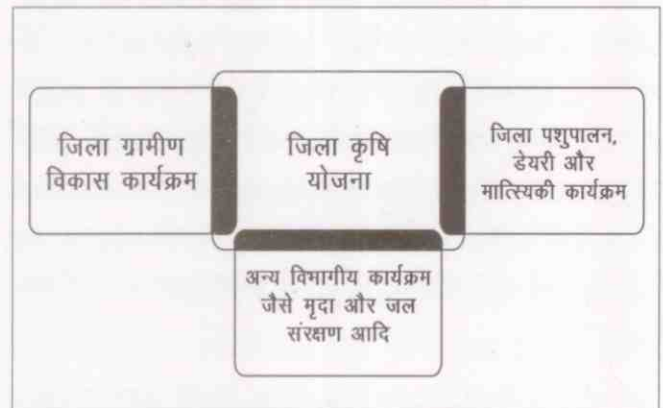 जिला ग्रामीण
विकास कार्यक्रम
जिला कृषि
योजना
जिला पशुपालन,
डेयरी और
मात्स्यिकी कार्यक्रम
अन्य विभागीय कार्यक्रम
जैसे मृदा और जल
संरक्षण आदि